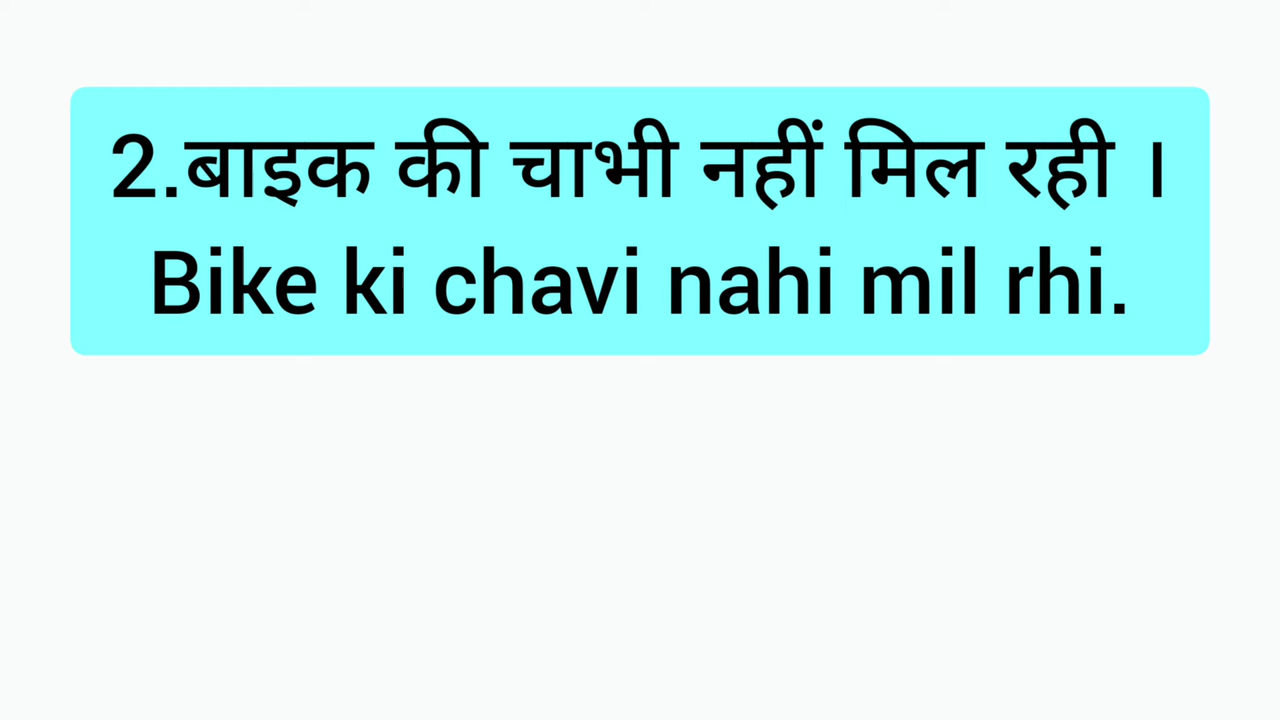 2.बाइक की चाभी नहीं मिल रही ।
Bike ki chavi nahi mil rhi.